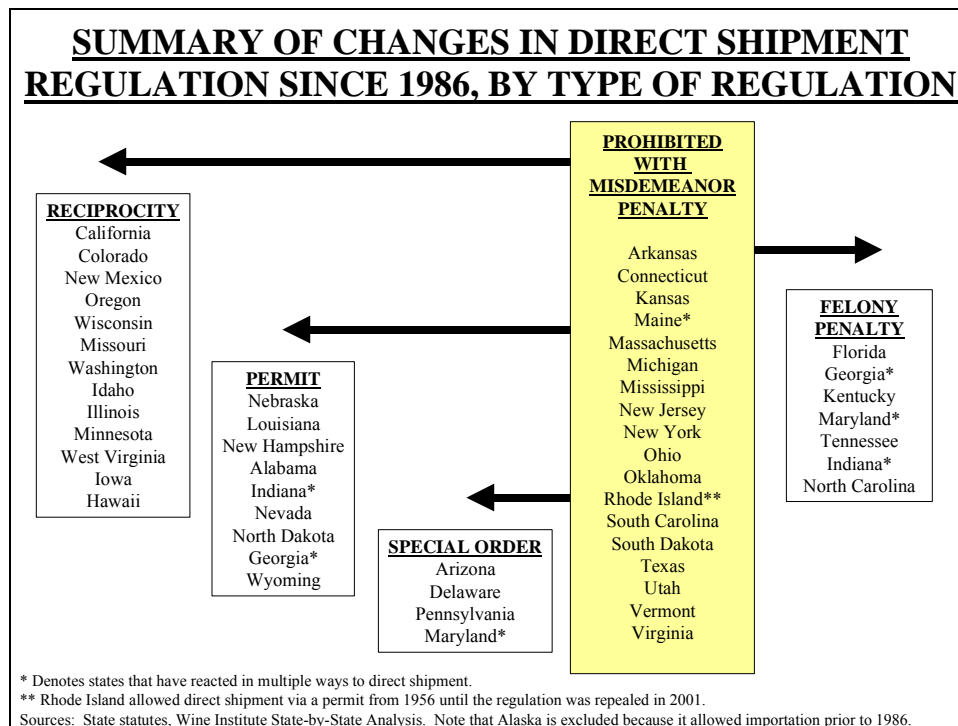 SUMMARY OF CHANGES IN DIRECT SHIPMENT
REGULATION SINCE 1986, BY TYPE OF REGULATION
RECIPROCITY
California
Colorado
New Mexico
Oregon
Wisconsin
Missouri
Washington
Idaho
Illinois
Minnesota
West Virginia
Iowa
Hawaii
PERMIT
Nebraska
Louisiana
New Hampshire
Alabama
Indiana*
Nevada
North Dakota
Georgia*
Wyoming
SPECIAL ORDER
Arizona
Delaware
Pennsylvania
Maryland*
PROHIBITED
WITH
MISDEMEANOR
PENALTY
Arkansas
Connecticut
Kansas
Maine*
Massachusetts
Michigan
Mississippi
New Jersey
New York
Ohio
Oklahoma
Rhode Island**
South Carolina
South Dakota
Texas
Utah
Vermont
Virginia
FELONY
PENALTY
Florida
Georgia*
Kentucky
Maryland*
Tennessee
Indiana*
North Carolina
* Denotes states that have reacted in multiple ways to direct shipment.
** Rhode Island allowed direct shipment via a permit from 1956 until the regulation was repealed in 2001.
Sources: State statutes, Wine Institute State-by-State Analysis. Note that Alaska is excluded because it allowed importation prior to 1986.